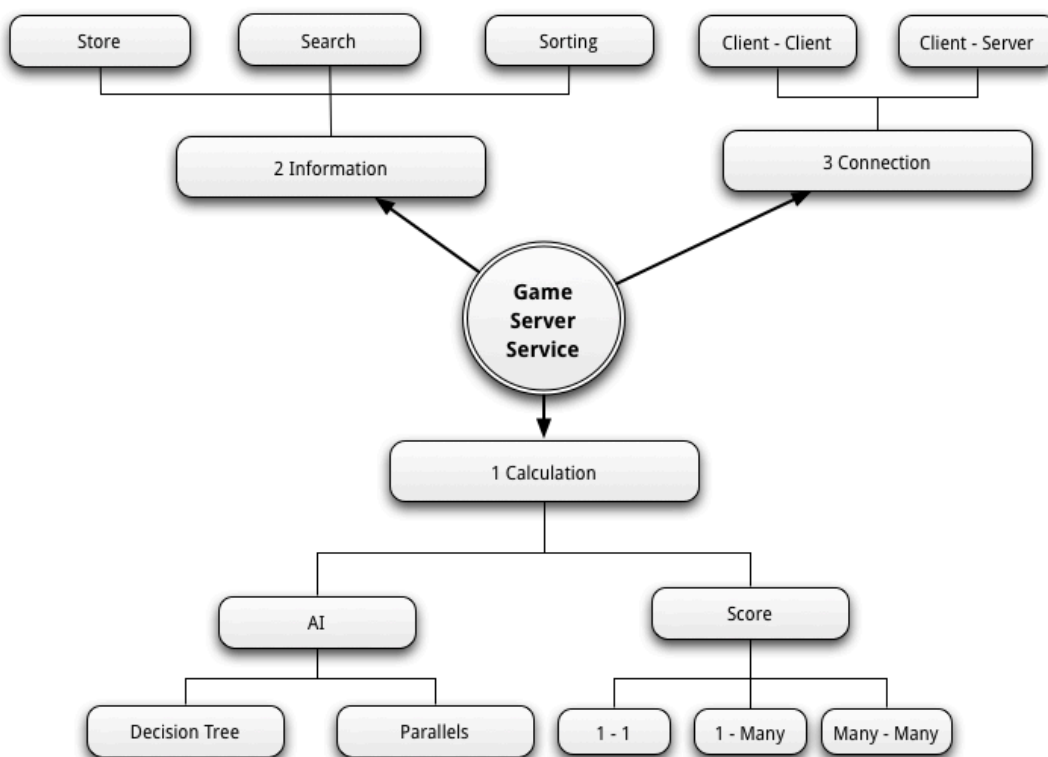 Store
Search
Sorting
Client - Client
Client - Server
2 Information
3 Connection
Game
Server
Service
1 Calculation
AI
Score
Decision Tree
Parallels
1 - 1
1 - Many
Many - Many